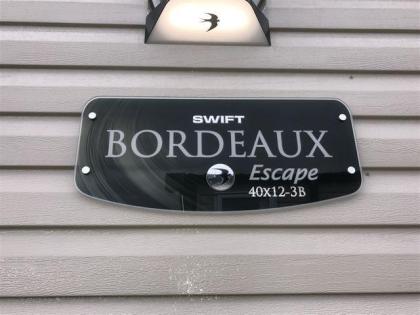 SWIFT
BORDEAUX
Escape
40x12-3B